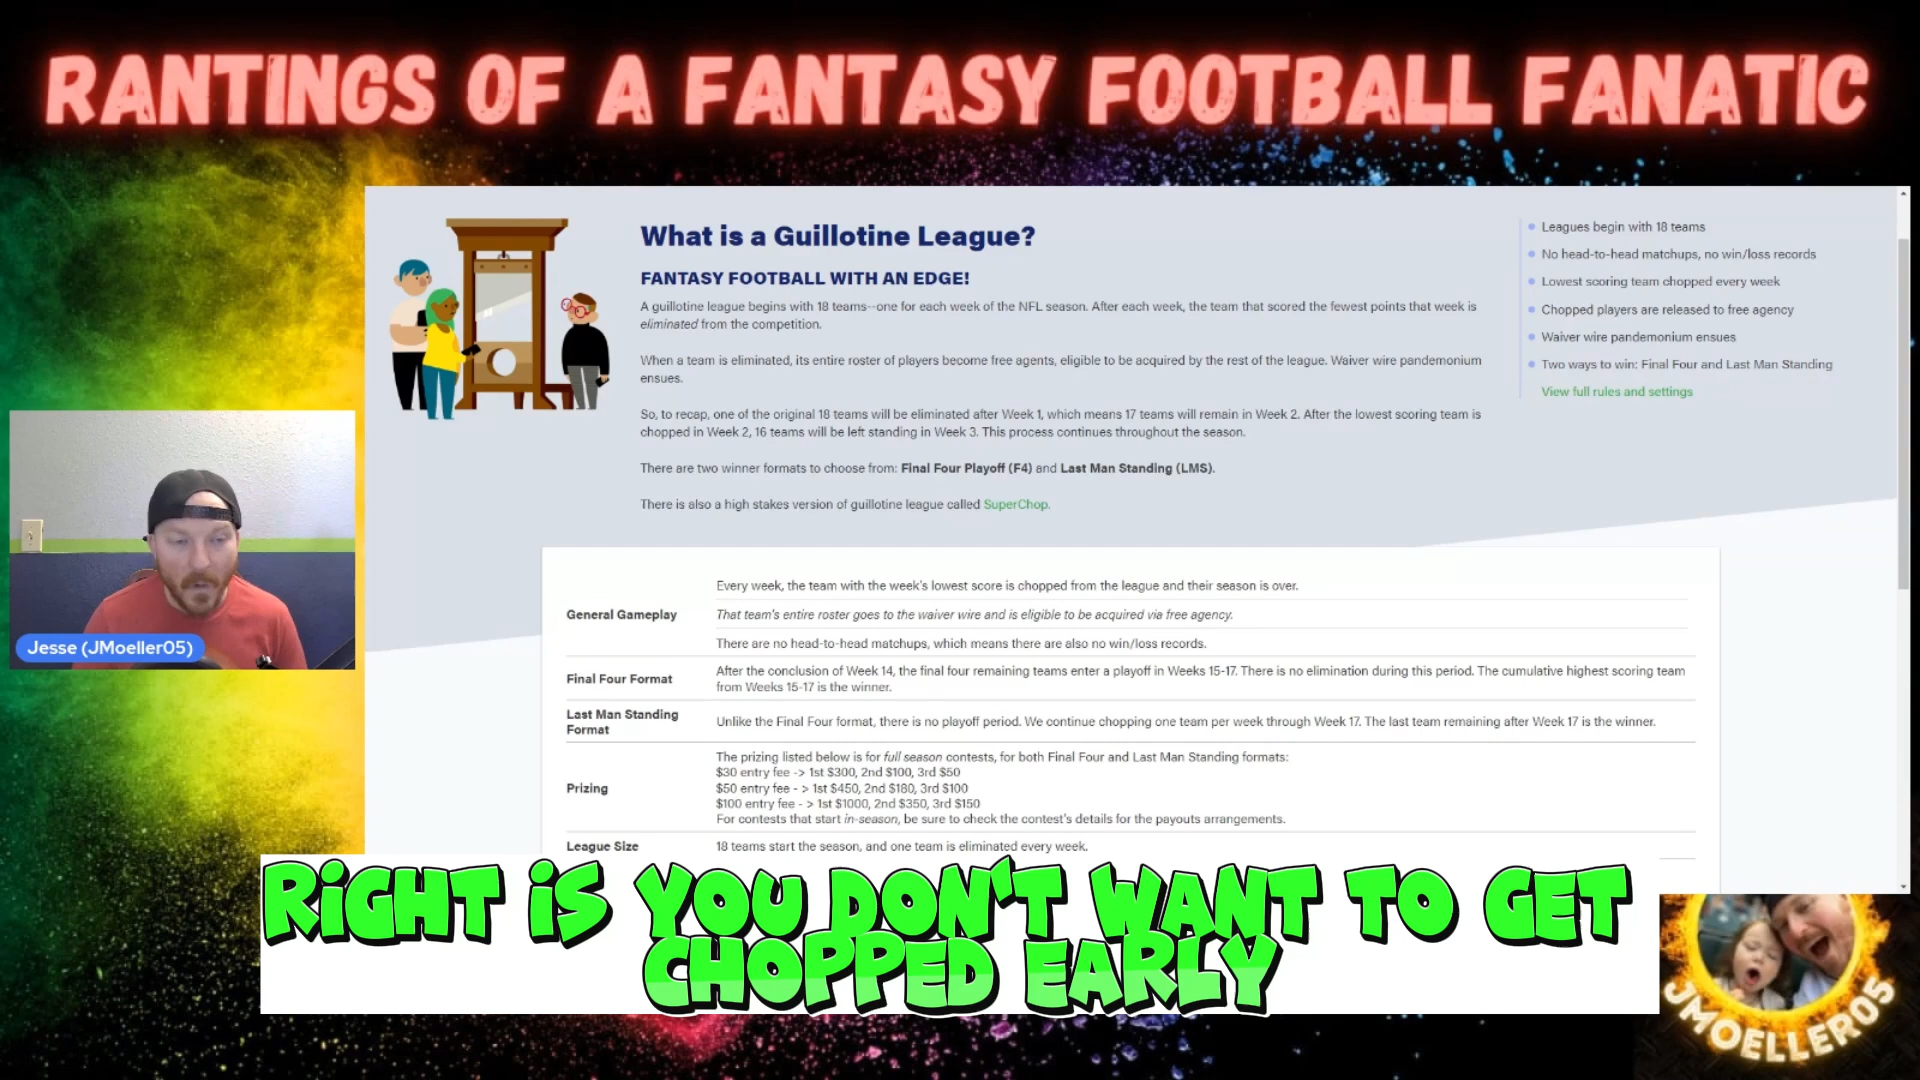 RANTINGS OF A FANTASY FOOTBALL FANATIC
What is a Guillotine League?
FANTASY FOOTBALL WITH AN EDGE!
A guillotine league begins with 18 teams--one for each week of the NFL season. After each week, the team that scored the fewest points that week is
eliminated from the competition.
When a team is eliminated, its entire roster of players become free agents, eligible to be acquired by the rest of the league. Waiver wire pandemonium
ensues.
So, to recap, one of the original 18 teams will be eliminated after Week 1, which means 17 teams will remain in Week 2. After the lowest scoring team is
chopped in Week 2, 16 teams will be left standing in Week 3. This process continues throughout the season.
There are two winner formats to choose from: Final Four Playoff (F4) and Last Man Standing (LMS).
There is also a high stakes version of guillotine league called SuperChop.
Leagues begin with 18 teams
No head-to-head matchups, no win/loss records
Lowest scoring team chopped every week
Chopped players are released to free agency
Waiver wire pandemonium ensues
Two ways to win: Final Four and Last Man Standing
View full rules and settings
Jesse (JMoeller05)
General Gameplay
Every week, the team with the week's lowest score is chopped from the league and their season is over.
That team's entire roster goes to the waiver wire and is eligible to be acquired via free agency.
There are no head-to-head matchups, which means there are also no win/loss records.
Final Four Format
After the conclusion of Week 14, the final four remaining teams enter a playoff in Weeks 15-17. There is no elimination during this period. The cumulative highest scoring team
from Weeks 15-17 is the winner.
Last Man Standing
Format
Unlike the Final Four format, there is no playoff period. We continue chopping one team per week through Week 17. The last team remaining after Week 17 is the winner.
Prizing
The prizing listed below is for full season contests, for both Final Four and Last Man Standing formats:
$30 entry fee -> 1st $300, 2nd $100, 3rd $50
$50 entry fee - > 1st $450, 2nd $180, 3rd $100
$100 entry fee - > 1st $1000, 2nd $350, 3rd $150
For contests that start in-season, be sure to check the contest's details for the payouts arrangements.
League Size
18 teams start the season, and one team is eliminated every week.
RIGHT IS YOU DON'T WANT TO GET
CHOPPED EARLY
JMOELLER05